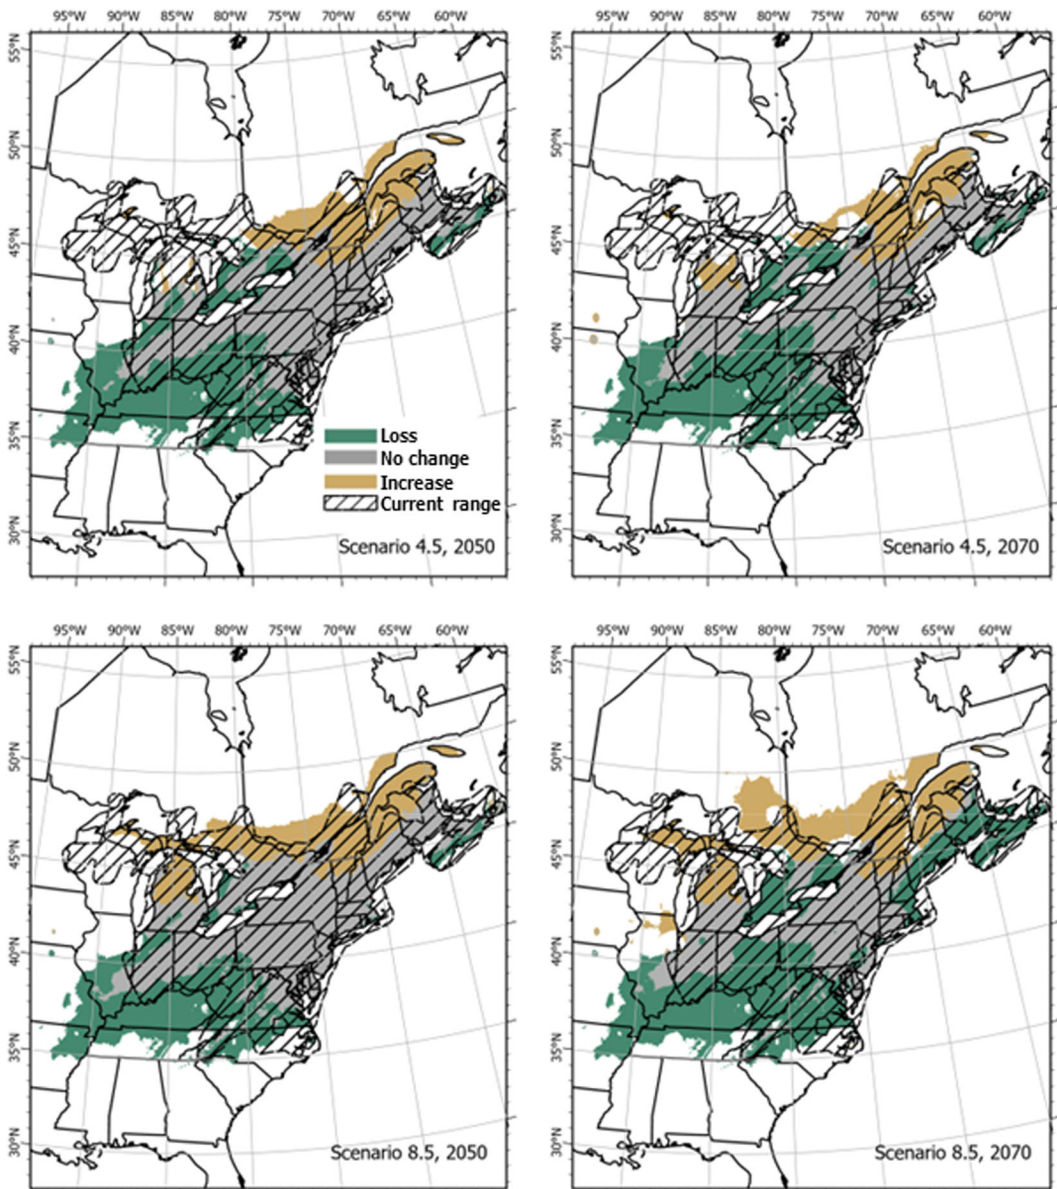 95°W 90°W 85°W 80°W 75°W 70°W 65°W 60°W
55°N
50°N
45°N
40°N
35°N
30°N
Loss
No change
Increase
Current range
Scenario 4.5, 2050
95°W 90°W 85°W 80°W 75°W 70°W 65°W 60°W
55°N
50°N
45°N
40°N
35°N
30°N
Scenario 4.5, 2070
95°W 90°W 85°W 80°W 75°W 70°W 65°W 60°W
55°N
50°N
45°N
40°N
35°N
30°N
Scenario 8.5, 2050
95°W 90°W 85°W 80°W 75°W 70°W 65°W 60°W
55°N
50°N
45°N
40°N
35°N
30°N
Scenario 8.5, 2070